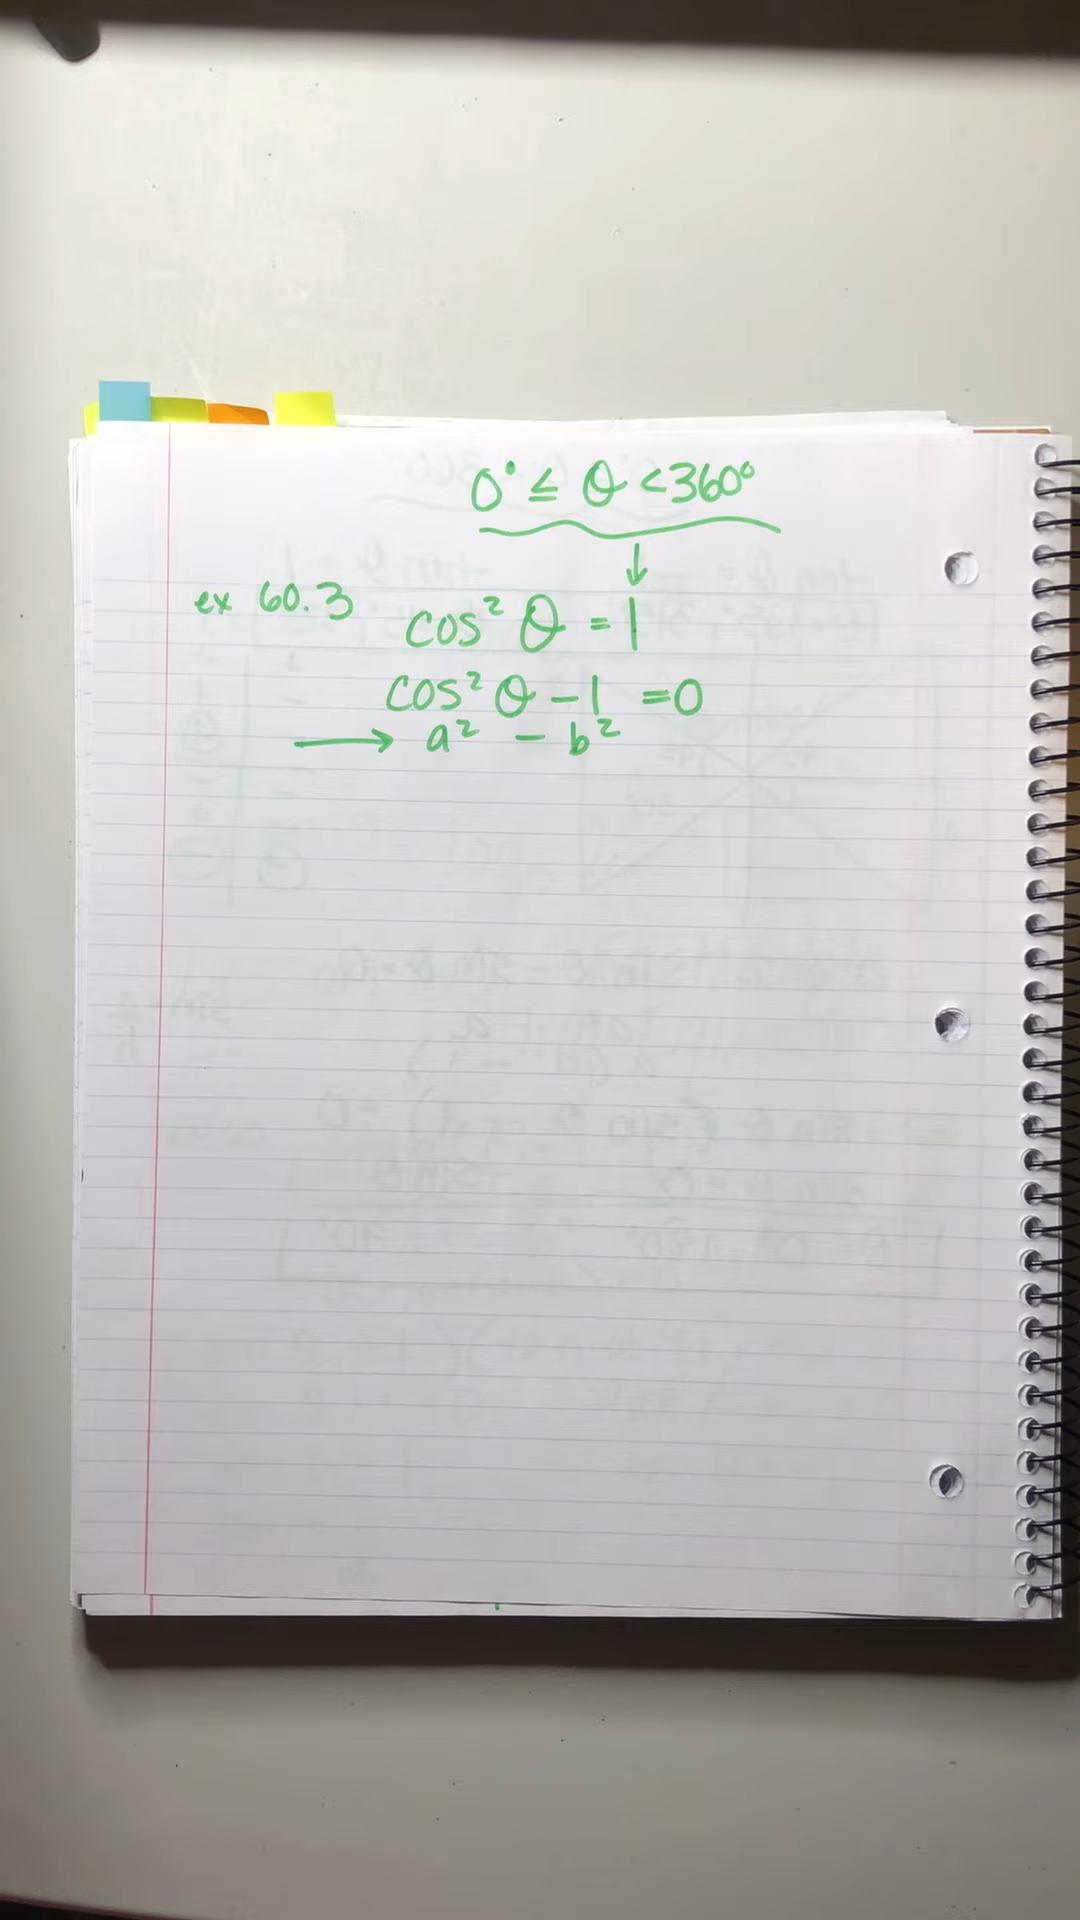 0° ≤ θ < 360°
↓
ex 60.3 cos² θ = 1
cos² θ - 1 = 0
→ a² - b²